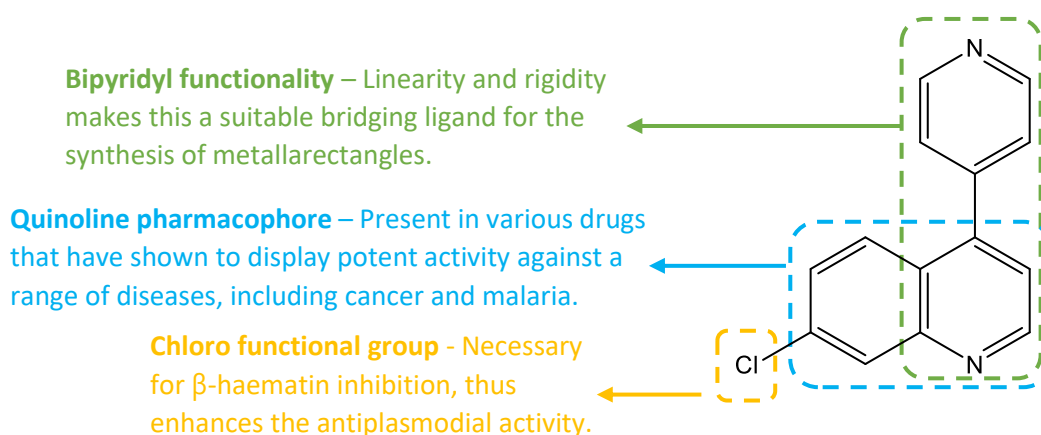 N
Bipyridyl functionality – Linearity and rigidity
makes this a suitable bridging ligand for the
synthesis of metallarectangles.
Quinoline pharmacophore – Present in various drugs
that have shown to display potent activity against a
range of diseases, including cancer and malaria.
Chloro functional group - Necessary
for β-haematin inhibition, thus
enhances the antiplasmodial activity.
Cl
N